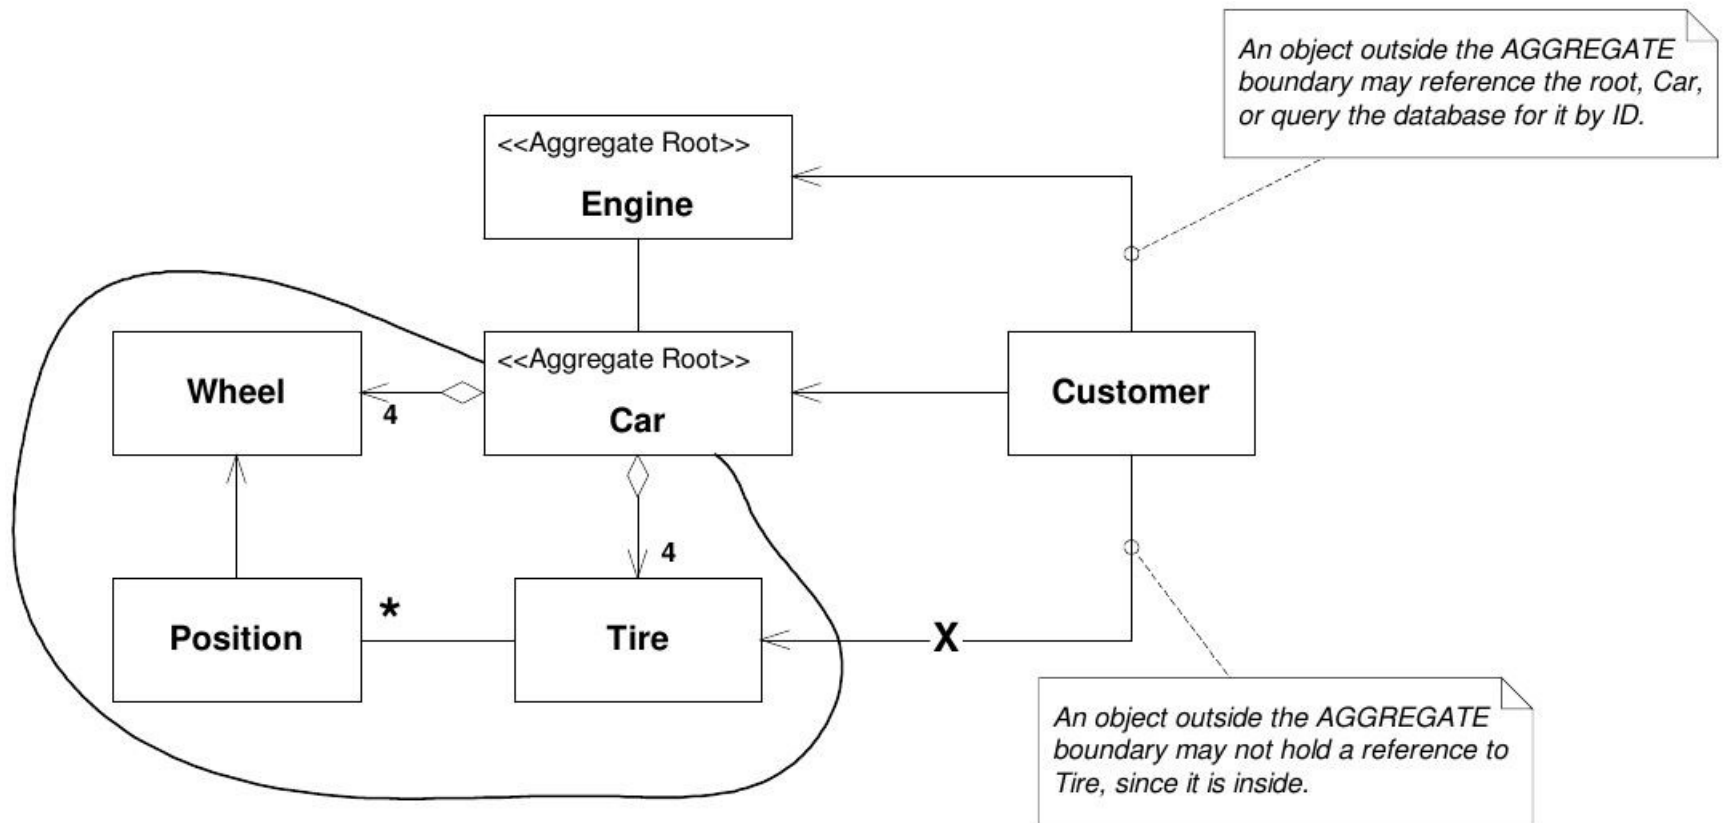 An object outside the AGGREGATE
boundary may reference the root, Car,
or query the database for it by ID.
<<Aggregate Root>>
Engine
<<Aggregate Root>>
Wheel
Customer
4
Car
4
*
Position
Tire
X
An object outside the AGGREGATE
boundary may not hold a reference to
Tire, since it is inside.